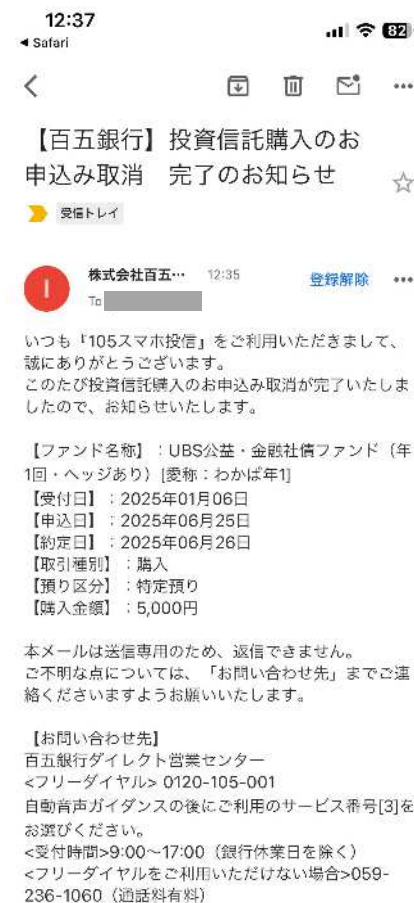 12:37
82
◀ Safari
【百五銀行】投資信託購入のお
申込み取消　完了のお知らせ
受信トレイ
I
株式会社百五… 12:35
登録解除
To
いつも『105スマホ投信』をご利用いただきまして、
誠にありがとうございます。
このたび投資信託購入のお申込み取消が完了いたしま
したので、お知らせいたします。
【ファンド名称】：UBS公益・金融社債ファンド（年
1回・ヘッジあり）[愛称：わかば年1]
【受付日】：2025年01月06日
【申込日】：2025年06月25日
【約定日】：2025年06月26日
【取引種別】：購入
【預り区分】：特定預り
【購入金額】：5,000円
本メールは送信専用のため、返信できません。
ご不明な点については、「お問い合わせ先」までご連
絡くださいますようお願いいたします。
【お問い合わせ先】
百五銀行ダイレクト営業センター
<フリーダイヤル> 0120-105-001
自動音声ガイダンスの後にご利用のサービス番号[3]を
お選びください。
<受付時間>9:00～17:00（銀行休業日を除く）
<フリーダイヤルをご利用いただけない場合>059-
236-1060（通話料有料）